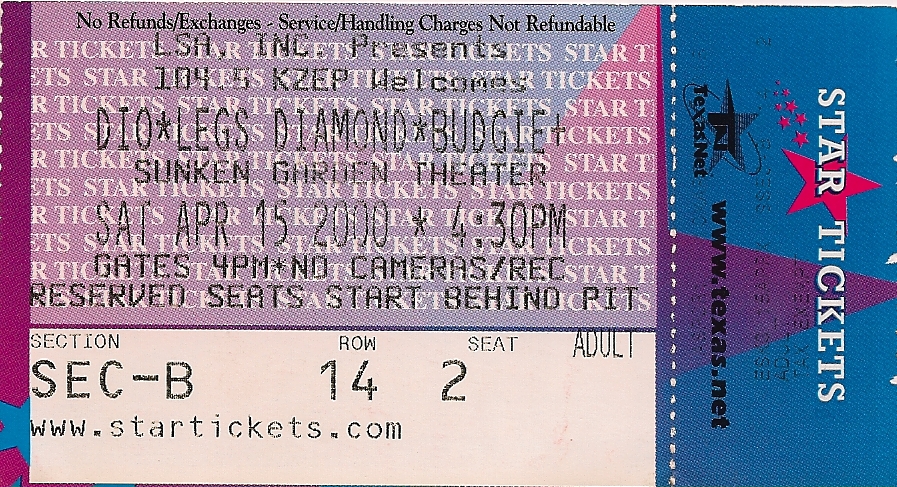 No Refunds/Exchanges - Service/Handling Charges Not Refundable
LSA, INC. Presents
104.5 KZEP Welcomes
DIO*LEGS DIAMOND*BUDGIE+
SUNKEN GARDEN THEATER
SAT APR 15 2000 * 4:30PM
GATES 4PM*NO CAMERAS/REC
RESERVED SEATS START BEHIND PIT
SECTION ROW SEAT ADULT
SEC-B 14 2
www.startickets.com
Texas.Net
www.texas.net
STAR TICKETS